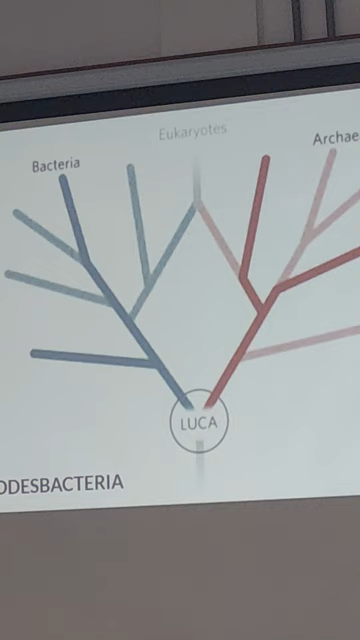 Eukaryotes
Bacteria
Archae
LUCA
ODESBACTERIA